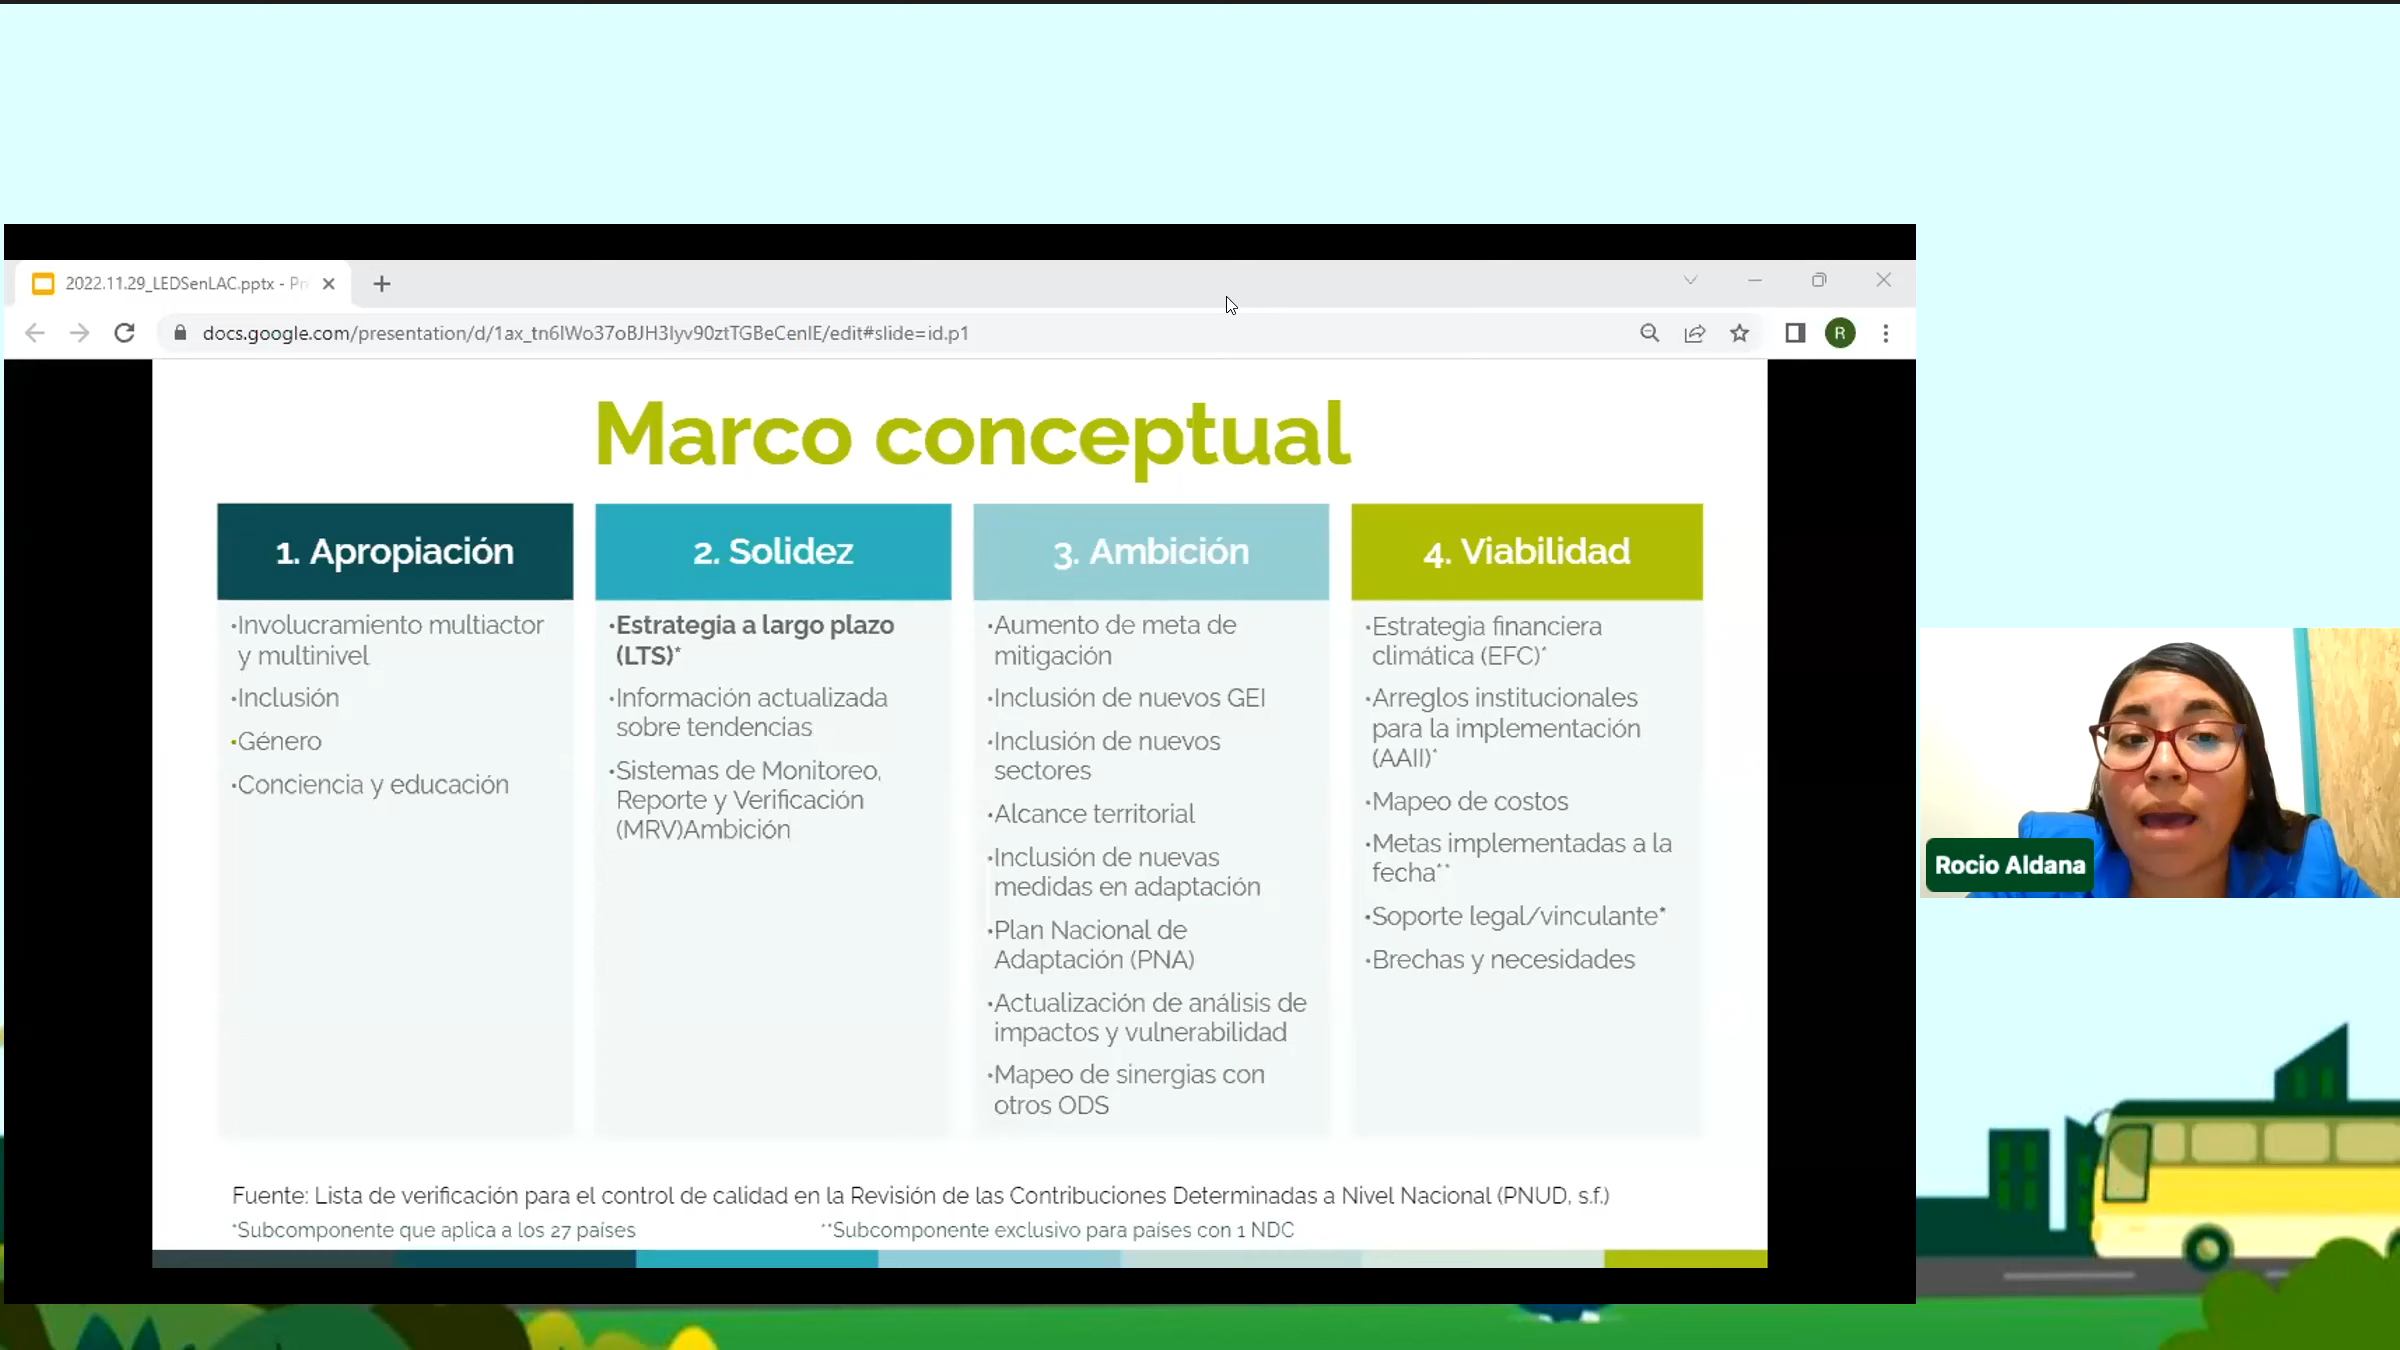 2022.11.29_LEDSenLAC.pptx - Pr
docs.google.com/presentation/d/1ax_tn6lWo37oBJH3lyv90ztTGBeCenlE/edit#slide=id.p1
R
Marco conceptual
1. Apropiación
•Involucramiento multiactor
y multinivel
•Inclusión
•Género
•Conciencia y educación
2. Solidez
•Estrategia a largo plazo
(LTS)*
•Información actualizada
sobre tendencias
•Sistemas de Monitoreo,
Reporte y Verificación
(MRV)Ambición
3. Ambición
•Aumento de meta de
mitigación
•Inclusión de nuevos GEI
•Inclusión de nuevos
sectores
•Alcance territorial
•Inclusión de nuevas
medidas en adaptación
•Plan Nacional de
Adaptación (PNA)
•Actualización de análisis de
impactos y vulnerabilidad
•Mapeo de sinergias con
otros ODS
4. Viabilidad
•Estrategia financiera
climática (EFC)*
•Arreglos institucionales
para la implementación
(AAII)*
•Mapeo de costos
•Metas implementadas a la
fecha**
•Soporte legal/vinculante*
•Brechas y necesidades
Fuente: Lista de verificación para el control de calidad en la Revisión de las Contribuciones Determinadas a Nivel Nacional (PNUD, s.f.)
*Subcomponente que aplica a los 27 países
**Subcomponente exclusivo para países con 1 NDC
Rocio Aldana